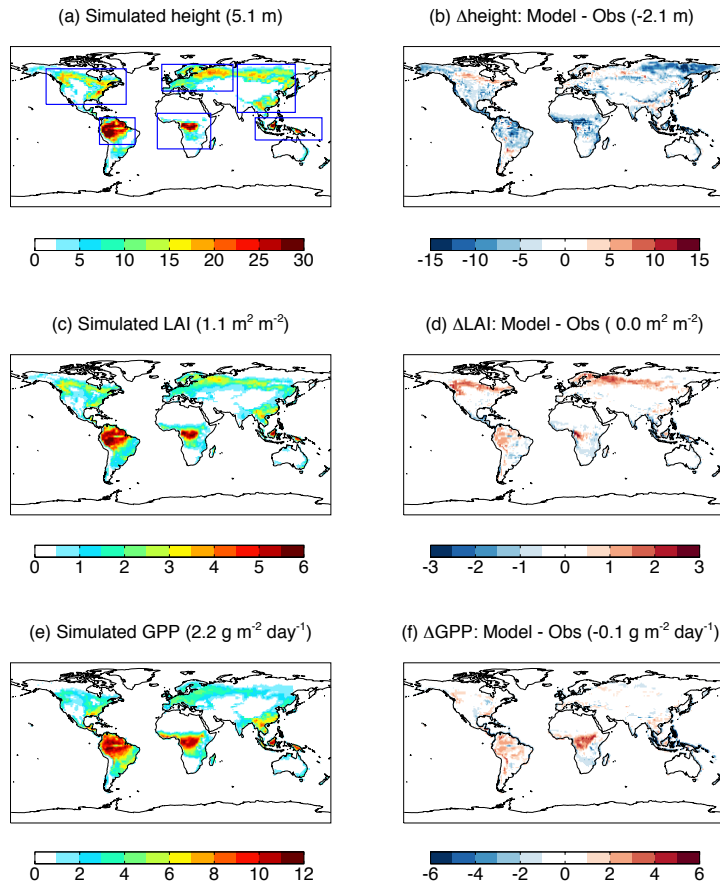 (a) Simulated height (5.1 m)
(b) Δheight: Model - Obs (-2.1 m)
0 5 10 15 20 25 30
-15 -10 -5 0 5 10 15
(c) Simulated LAI (1.1 m² m⁻²)
(d) ΔLAI: Model - Obs ( 0.0 m² m⁻²)
0 1 2 3 4 5 6
-3 -2 -1 0 1 2 3
(e) Simulated GPP (2.2 g m⁻² day⁻¹)
(f) ΔGPP: Model - Obs (-0.1 g m⁻² day⁻¹)
0 2 4 6 8 10 12
-6 -4 -2 0 2 4 6